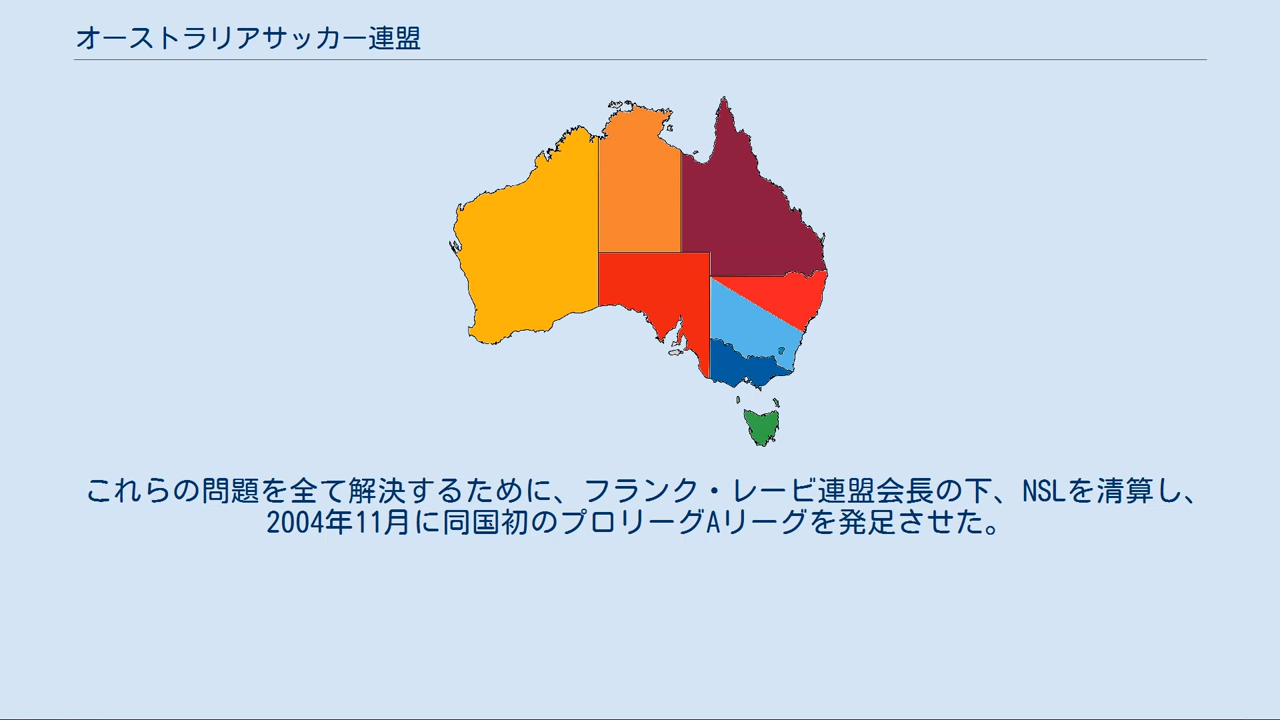 オーストラリアサッカー連盟
これらの問題を全て解決するために、フランク・レービ連盟会長の下、NSLを清算し、
2004年11月に同国初のプロリーグAリーグを発足させた。